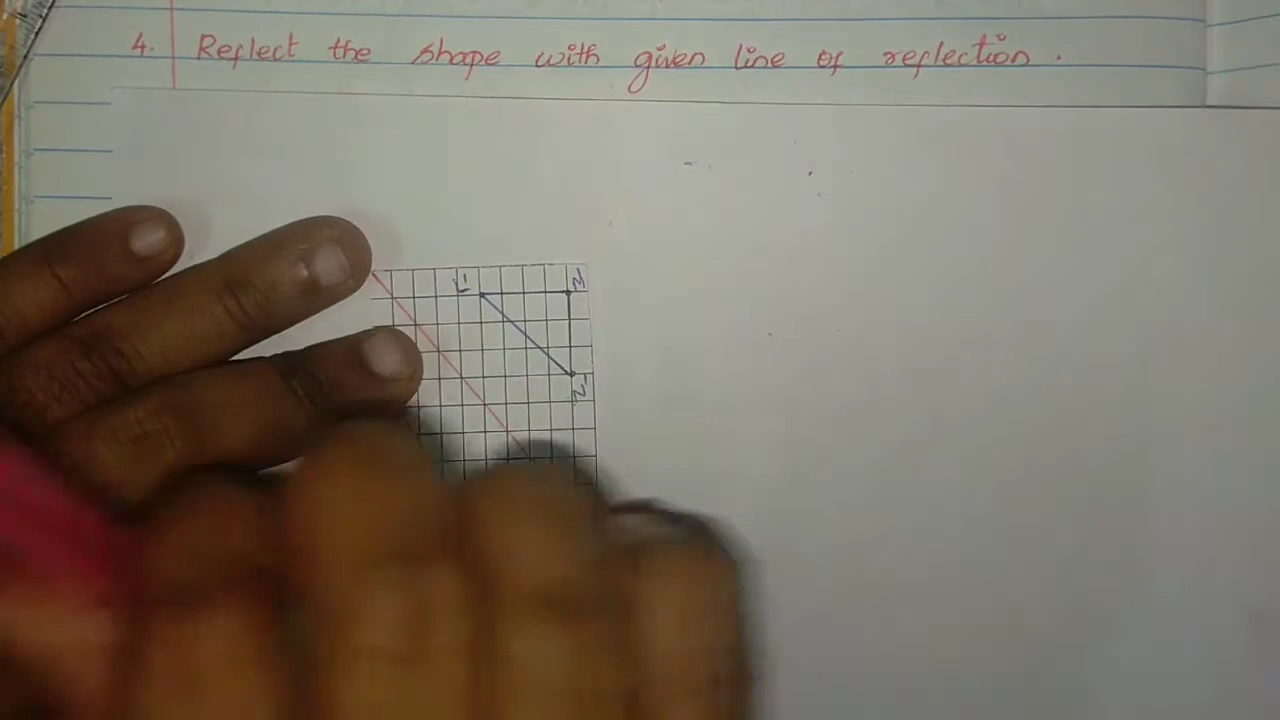 4. Reflect the shape with given line of reflection.